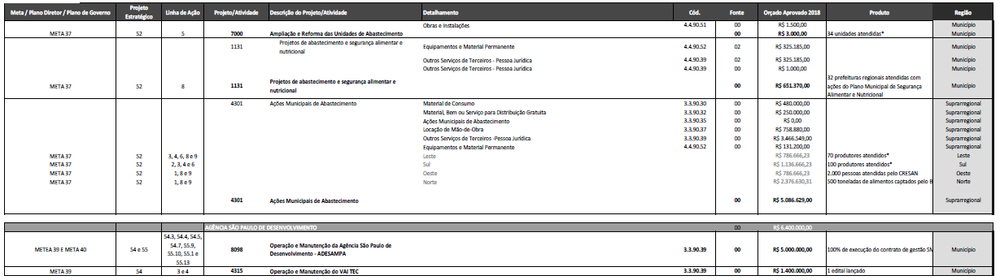 Meta / Plano Diretor / Plano de Governo Projeto Estratégico Linha de Ação Projeto/Atividade Descrição do Projeto/Atividade Detalhamento Cód. Fonte Orçado Aprovado 2018 Produto Região
Obras e Instalações 4.4.90.51 00 R$ 1.500,00 Município
META 37 52 5 7000 Ampliação e Reforma das Unidades de Abastecimento 00 R$ 3.000,00 34 unidades atendidas* Município
1131 Projetos de abastecimento e segurança alimentar e nutricional Equipamentos e Material Permanente 4.4.90.52 02 R$ 325.185,00 Município
Outros Serviços de Terceiros - Pessoa Jurídica 4.4.90.39 02 R$ 325.185,00 Município
Outros Serviços de Terceiros - Pessoa Jurídica 4.4.90.39 00 R$ 1.000,00 Município
META 37 52 8 1131 Projetos de abastecimento e segurança alimentar e nutricional 00 R$ 651.370,00 32 prefeituras regionais atendidas com ações do Plano Municipal de Segurança Alimentar e Nutricional Município
4301 Ações Municipais de Abastecimento Material de Consumo 3.3.90.30 00 R$ 480.000,00 Suprarregional
Material, Bem ou Serviço para Distribuição Gratuita 3.3.90.32 00 R$ 250.000,00 Suprarregional
Ações Municipais de Abastecimento 3.3.90.35 00 R$ 0,00 Suprarregional
Locação de Mão-de-Obra 3.3.90.37 00 R$ 758.880,00 Suprarregional
Outros Serviços de Terceiros -Pessoa Jurídica 3.3.90.39 00 R$ 3.466.549,00 Suprarregional
Equipamentos e Material Permanente 4.4.90.52 00 R$ 131.200,00 Suprarregional
META 37 52 3, 4, 6, 8 e 9 Leste R$ 786.666,23 70 produtores atendidos* Leste
META 37 52 2, 3, 4 e 6 Sul R$ 1.136.666,23 100 produtores atendidos* Sul
META 37 52 1, 8 e 9 Oeste R$ 786.666,23 2.000 pessoas atendidas pelo CRESAN Oeste
META 37 52 1, 8 e 9 Norte R$ 2.376.630,31 500 toneladas de alimentos captados pelo B Norte
4301 Ações Municipais de Abastecimento 00 R$ 5.086.629,00 Suprarregional
AGÊNCIA SÃO PAULO DE DESENVOLVIMENTO 00 R$ 6.400.000,00
METEA 39 E META 40 54 e 55 54.3, 54.4, 54.5, 54.7, 55.9, 55.10, 55.1 e 55.13 8098 Operação e Manutenção da Agência São Paulo de Desenvolvimento - ADESAMPA 3.3.90.39 00 R$ 5.000.000,00 100% de execução do contrato de gestão SM Município
META 39 54 3 e 4 4315 Operação e Manutenção do VAI TEC 3.3.90.39 00 R$ 1.400.000,00 1 edital lançado Município